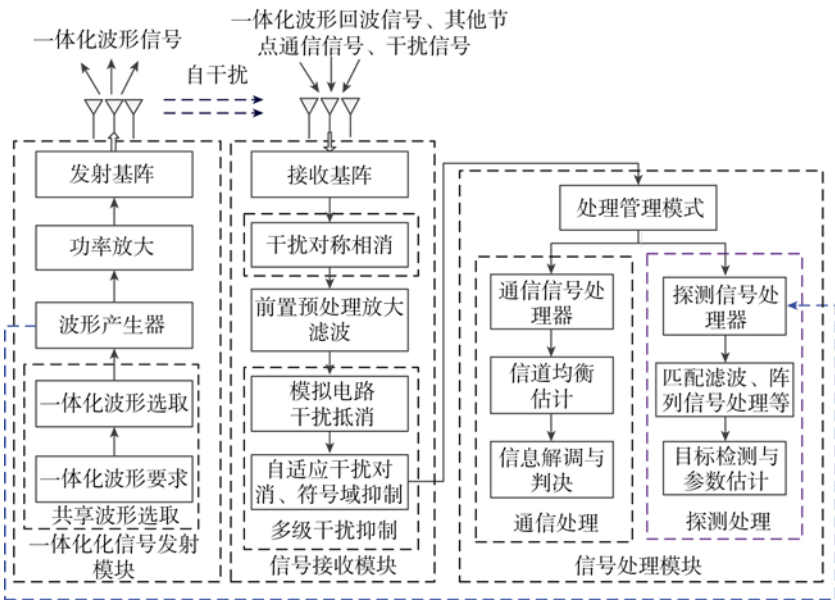 一体化波形信号
自干扰
一体化波形回波信号、其他节
点通信信号、干扰信号
发射基阵
功率放大
波形产生器
一体化波形选取
一体化波形要求
共享波形选取
一体化化信号发射
模块
接收基阵
干扰对称相消
前置预处理放大
滤波
模拟电路
干扰抵消
自适应干扰对
消、符号域抑制
多级干扰抑制
信号接收模块
处理管理模式
通信信号处
理器
信道均衡
估计
信息解调与
判决
通信处理
探测信号处
理器
匹配滤波、阵
列信号处理等
目标检测与
参数估计
探测处理
信号处理模块